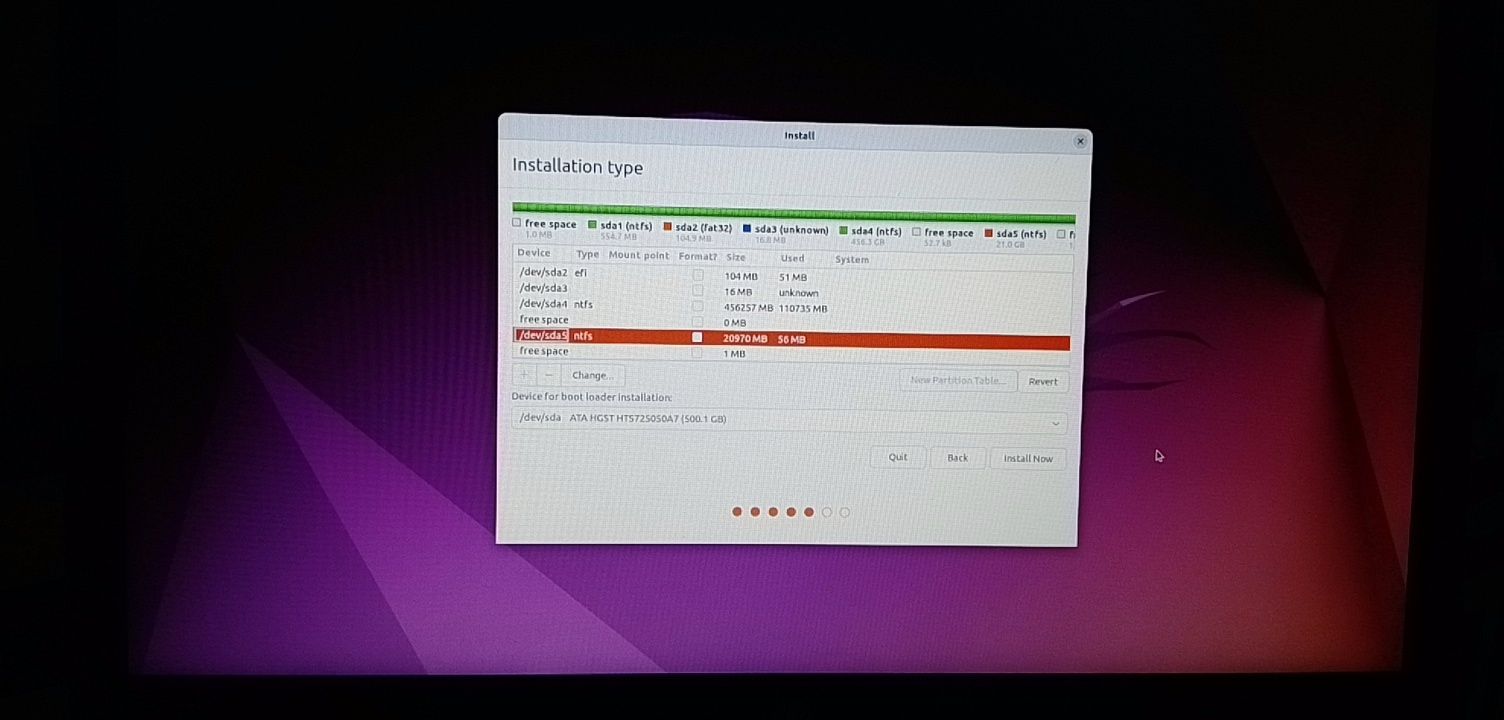 Install
Installation type
free space sda1 (ntfs) sda2 (fat32) sda3 (unknown) sda4 (ntfs) free space sda5 (ntfs)
1.0 MB 554.7 MB 104.9 MB 16.8 MB 456.3 GB 52.7 kB 21.0 GB
Device Type Mount point Format? Size Used System
/dev/sda2 efi 104 MB 51 MB
/dev/sda3 16 MB unknown
/dev/sda4 ntfs 456257 MB 110735 MB
free space 0 MB
/dev/sda5 ntfs 20970 MB 56 MB
free space 1 MB
+ − Change... New Partition Table... Revert
Device for boot loader installation:
/dev/sda ATA HGST HTS725050A7 (500.1 GB)
Quit Back Install Now